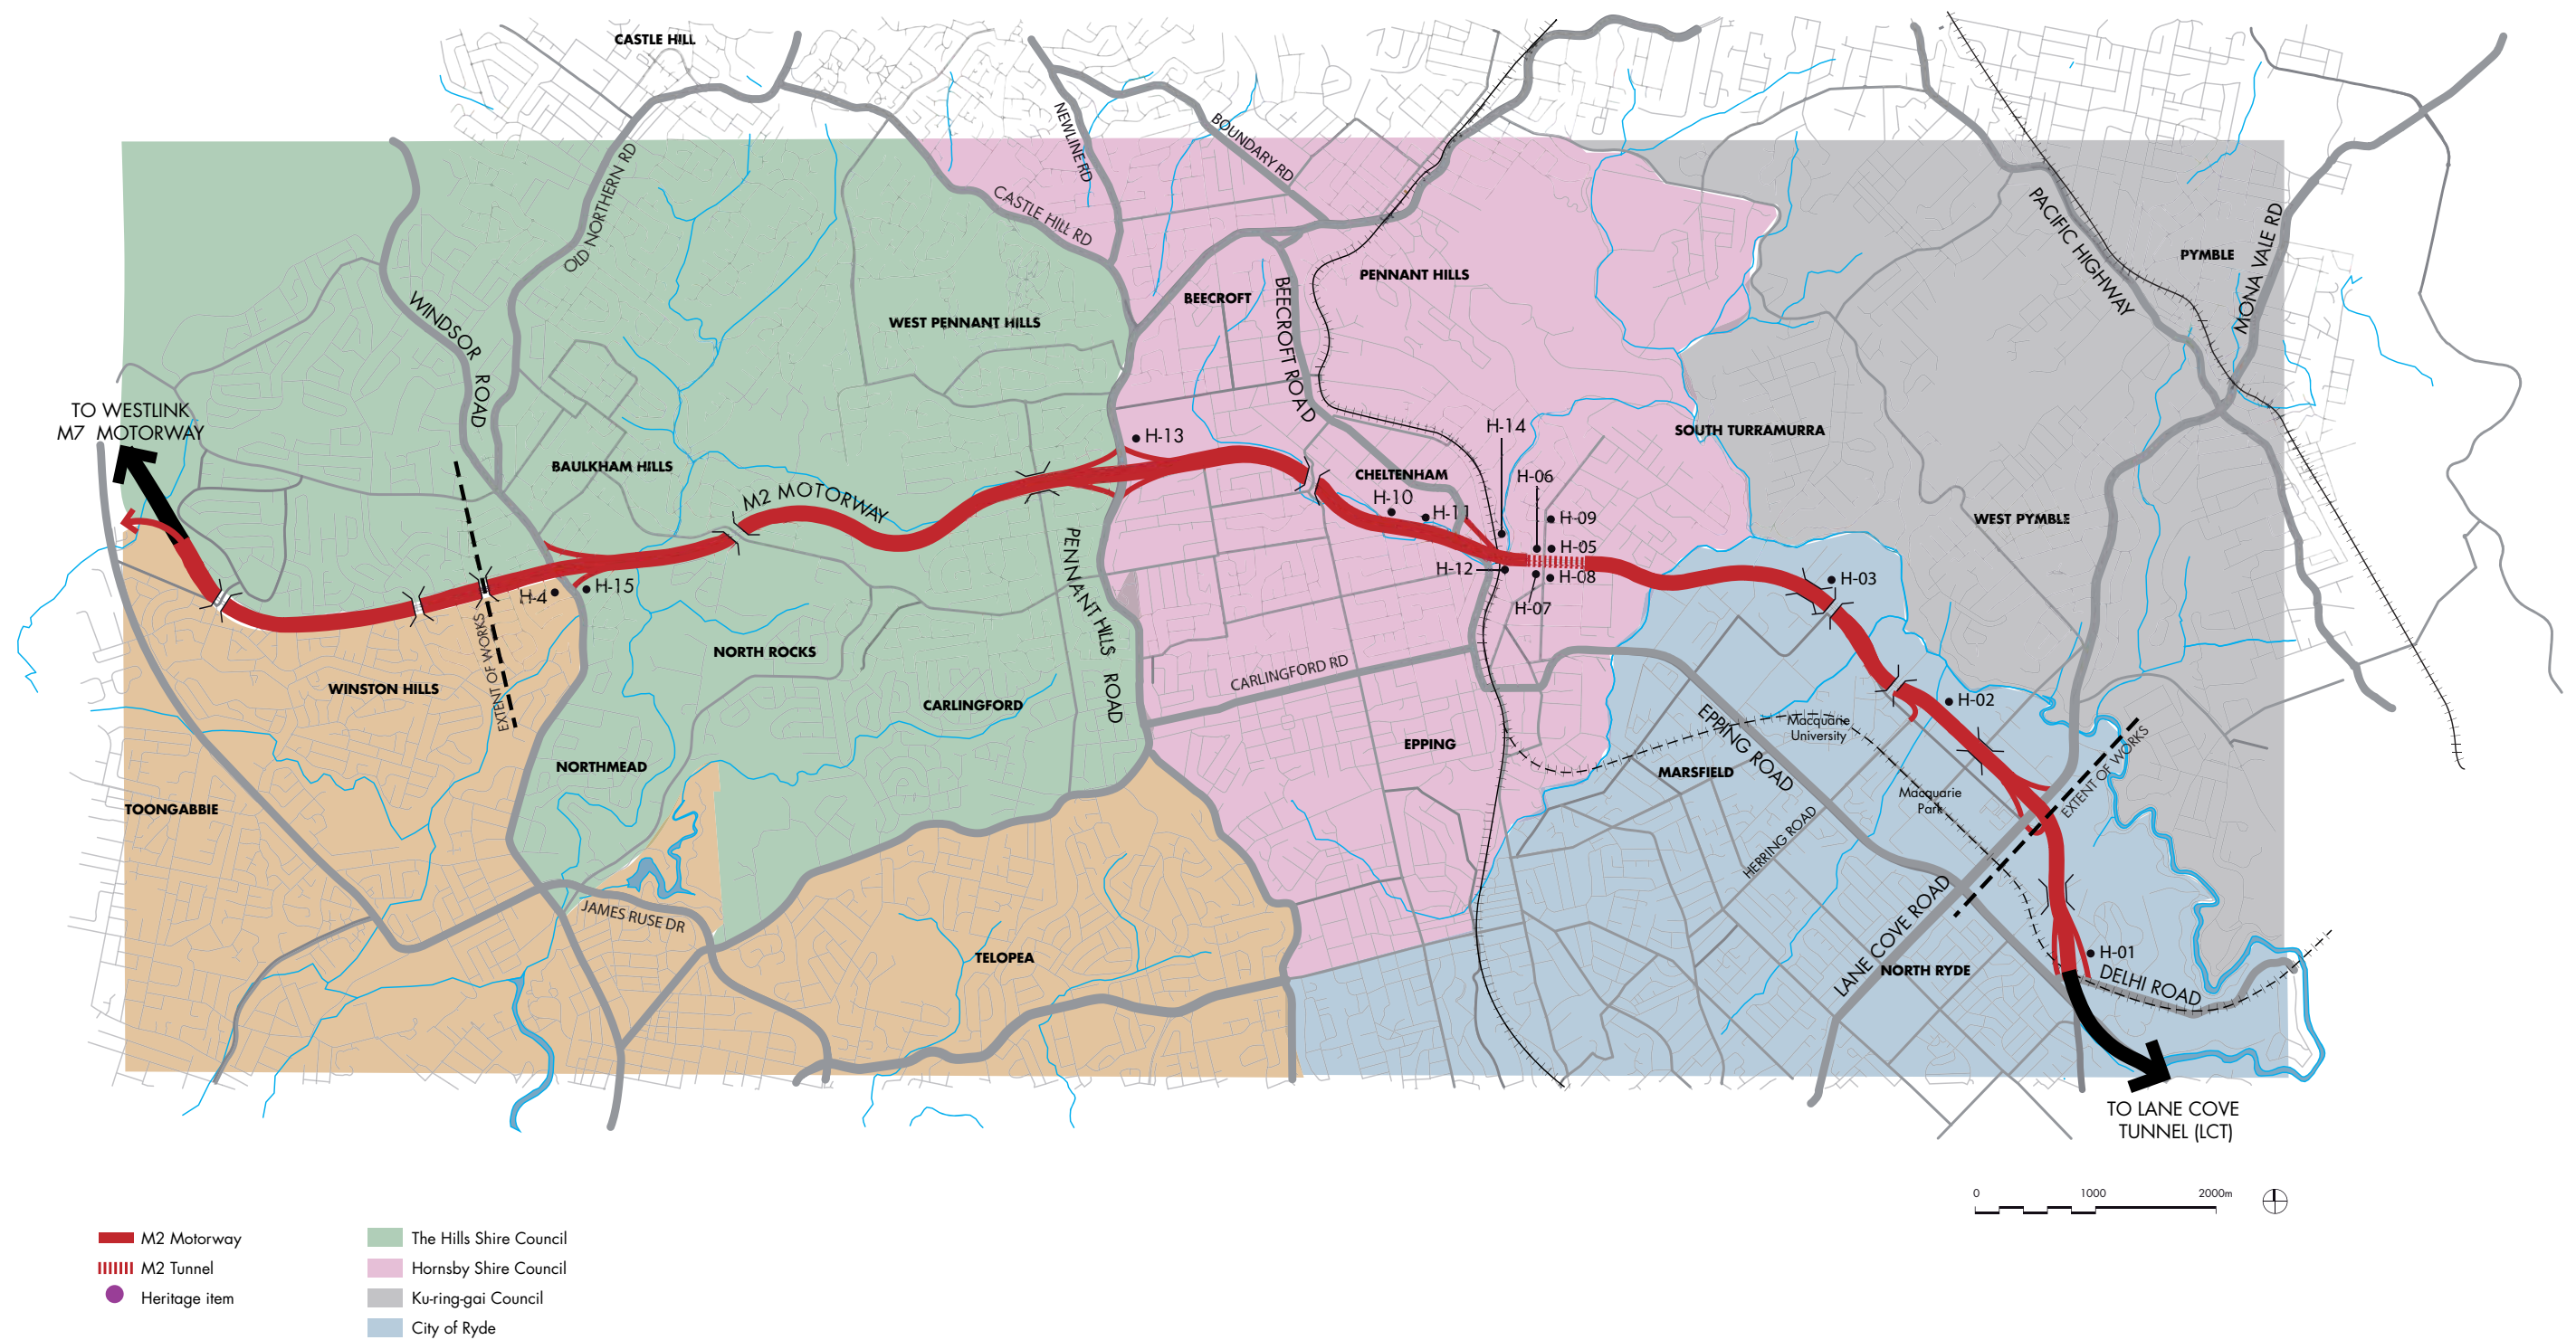 CASTLE HILL
NEWLINE RD
BOUNDARY RD
OLD NORTHERN RD
CASTLE HILL RD
PACIFIC HIGHWAY
MONA VALE RD
PYMBLE
PENNANT HILLS
BEECROFT
BEECROFT ROAD
WINDSOR ROAD
WEST PENNANT HILLS
TO WESTLINK
M7 MOTORWAY
H-14
SOUTH TURRAMURRA
H-13
BAULKHAM HILLS
CHELTENHAM
H-06
M2 MOTORWAY
H-10
H-11
H-09
WEST PYMBLE
H-05
H-12
H-08
H-03
H-4
H-15
H-07
PENNANT HILLS ROAD
EXTENT OF WORKS
NORTH ROCKS
CARLINGFORD RD
WINSTON HILLS
H-02
CARLINGFORD
EPPING ROAD
Macquarie
University
EPPING
EXTENT OF WORKS
NORTHMEAD
MARSFIELD
Macquarie
Park
TOONGABBIE
HERRING ROAD
JAMES RUSE DR
LANE COVE ROAD
TELOPEA
NORTH RYDE
H-01
DELHI ROAD
TO LANE COVE
TUNNEL (LCT)
0 1000 2000m
M2 Motorway
M2 Tunnel
Heritage item
The Hills Shire Council
Hornsby Shire Council
Ku-ring-gai Council
City of Ryde